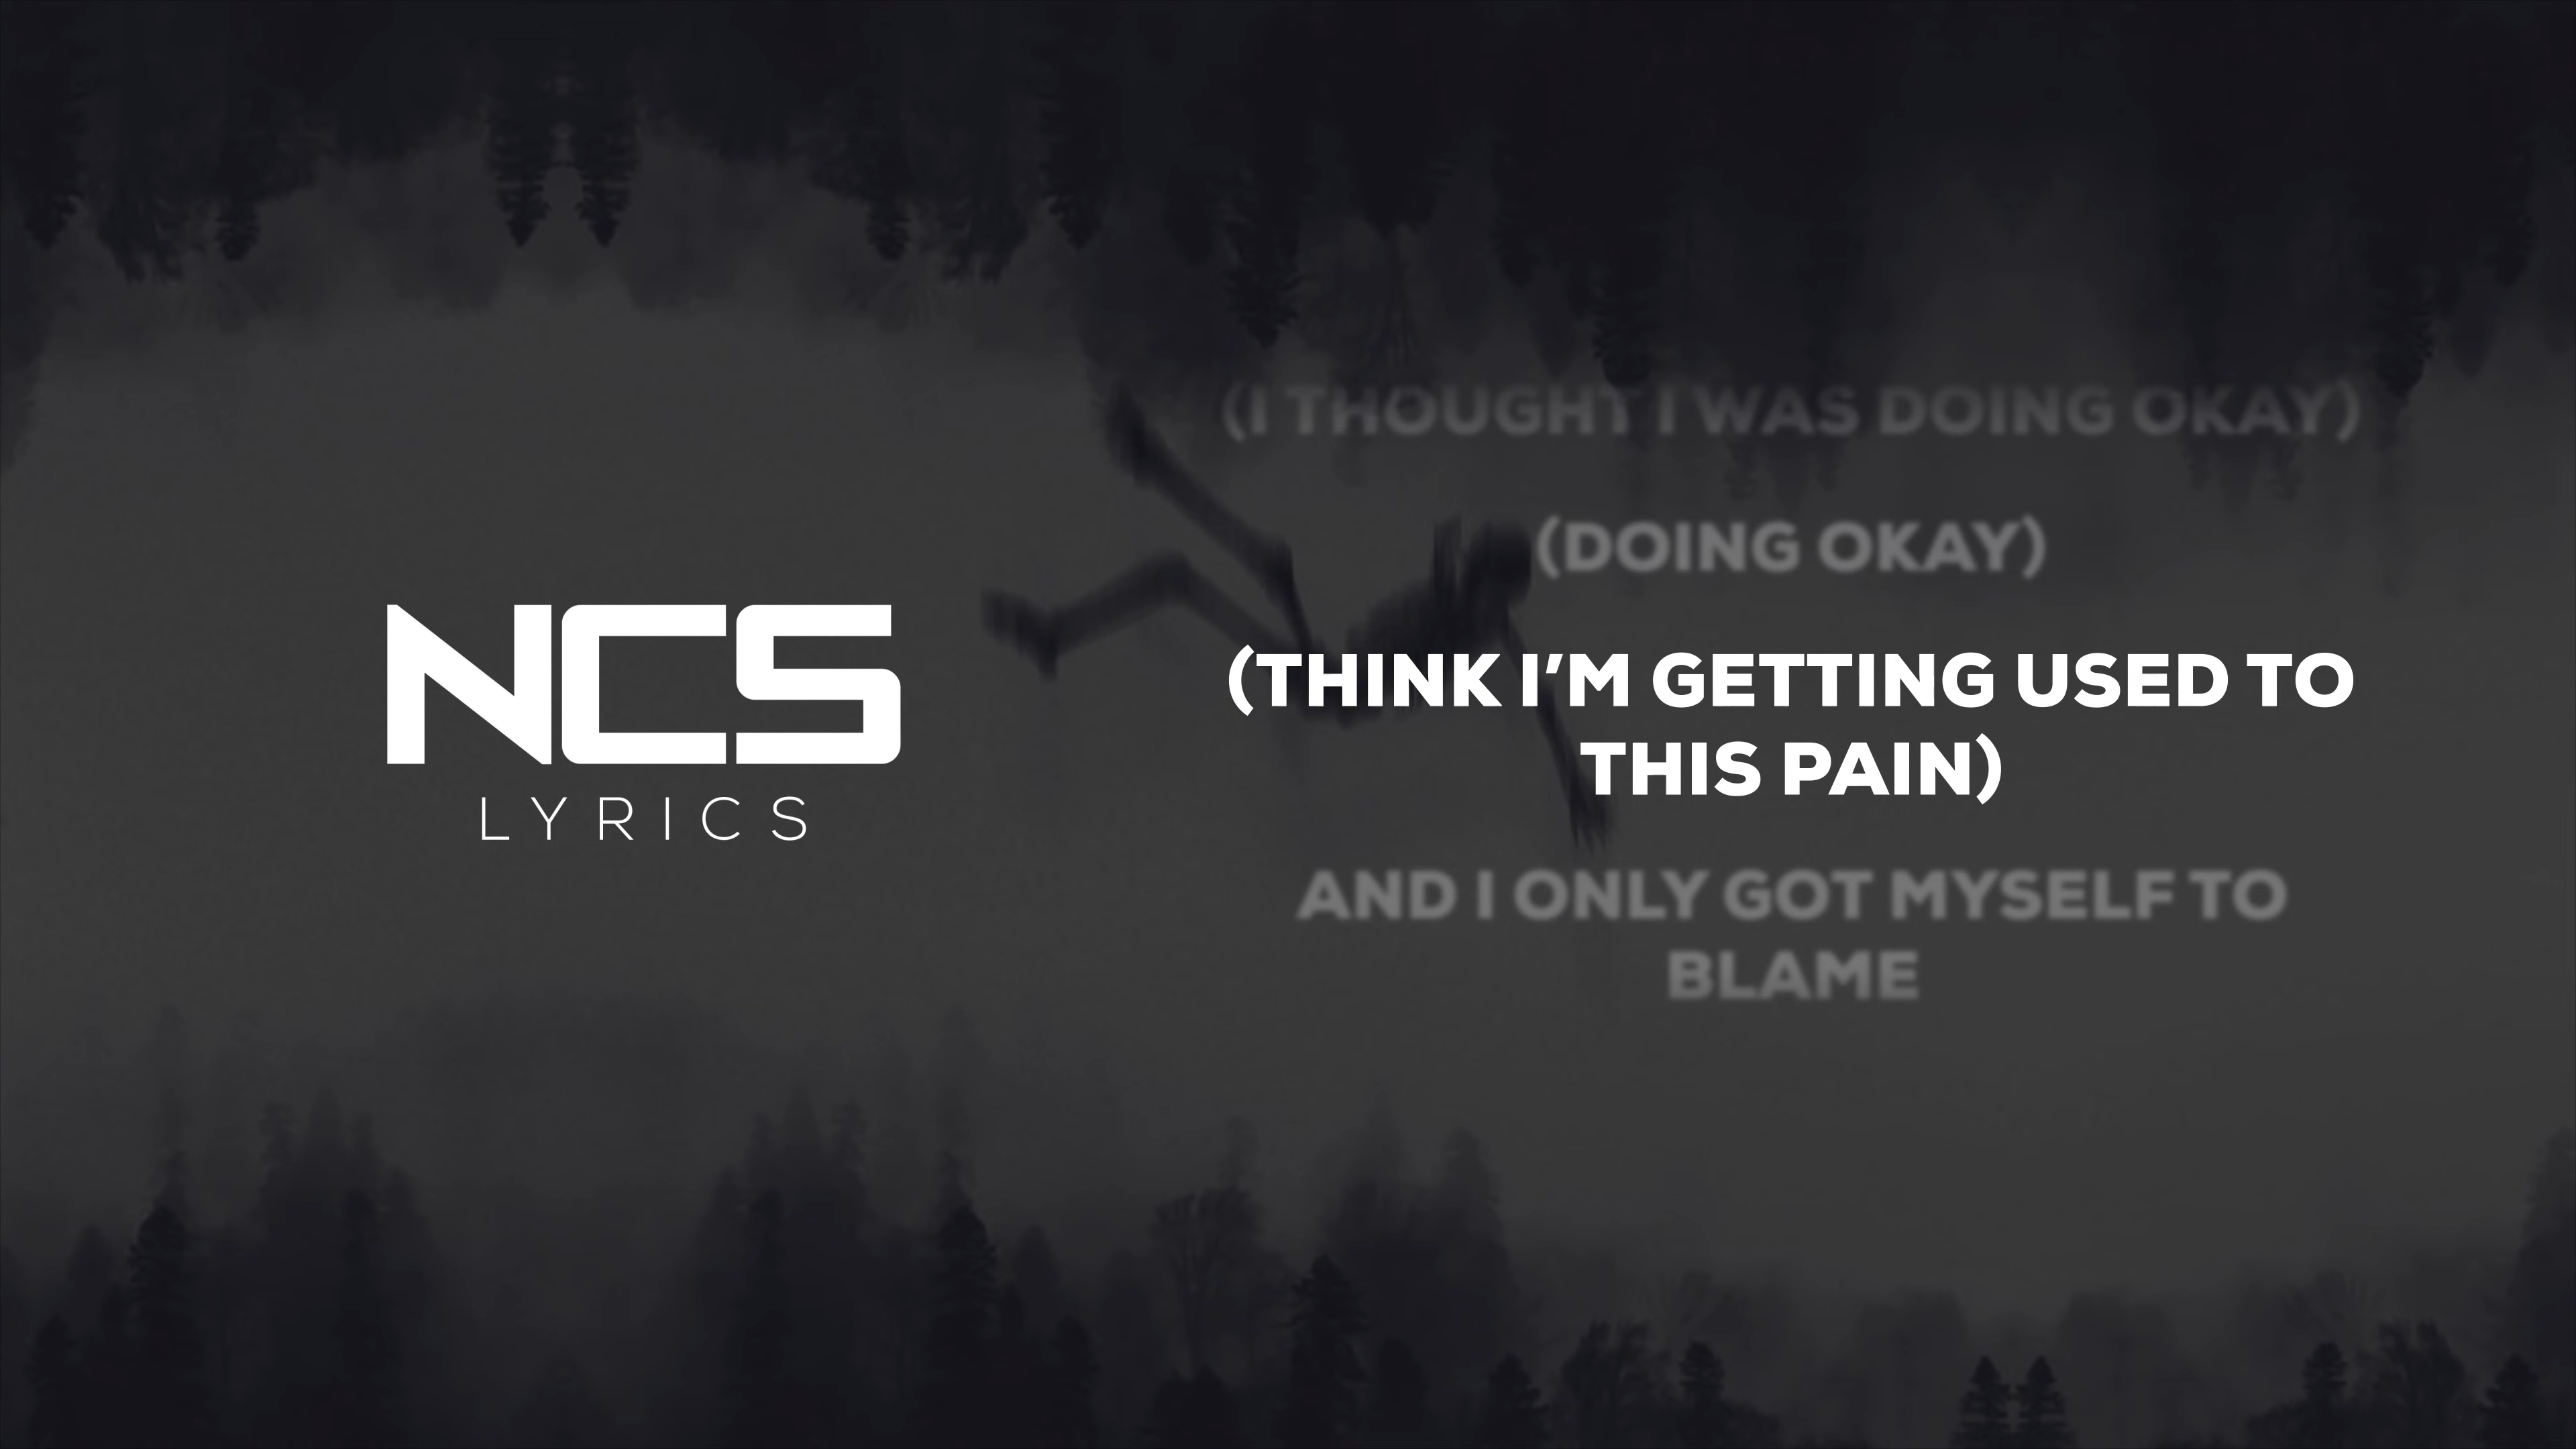 (I THOUGHT I WAS DOING OKAY)
(DOING OKAY)
NCS
LYRICS
(THINK I’M GETTING USED TO
THIS PAIN)
AND I ONLY GOT MYSELF TO
BLAME